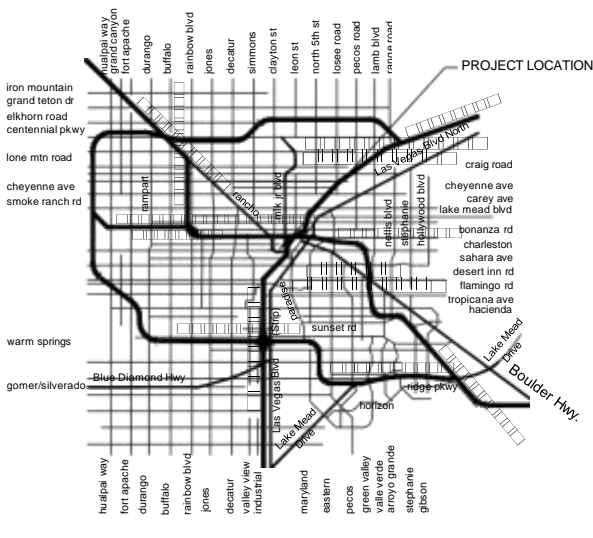 hualpai way
grand canyon
fort apache
durango
buffalo
rainbow blvd
jones
decatur
simmons
clayton st
leon st
north 5th st
losee road
pecos road
lamb blvd
range road
PROJECT LOCATION
iron mountain
grand teton dr
elkhorn road
centennial pkwy
lone mtn road
cheyenne ave
smoke ranch rd
warm springs
gomer/silverado
Las Vegas Blvd North
craig road
cheyenne ave
carey ave
lake mead blvd
bonanza rd
charleston
sahara ave
desert inn rd
flamingo rd
tropicana ave
hacienda
rampart
rancho
mlk jr blvd
nellis blvd
stephanie
hollywood blvd
paradise
(Strip)
sunset rd
Las Vegas Blvd
Blue Diamond Hwy
Lake Mead
Drive
Boulder Hwy.
ridge pkwy
horizon
Lake Mead
Drive
hualpai way
fort apache
durango
buffalo
rainbow blvd
jones
decatur
valley view
industrial
maryland
eastern
pecos
green valley
valle verde
arroyo grande
stephanie
gibson